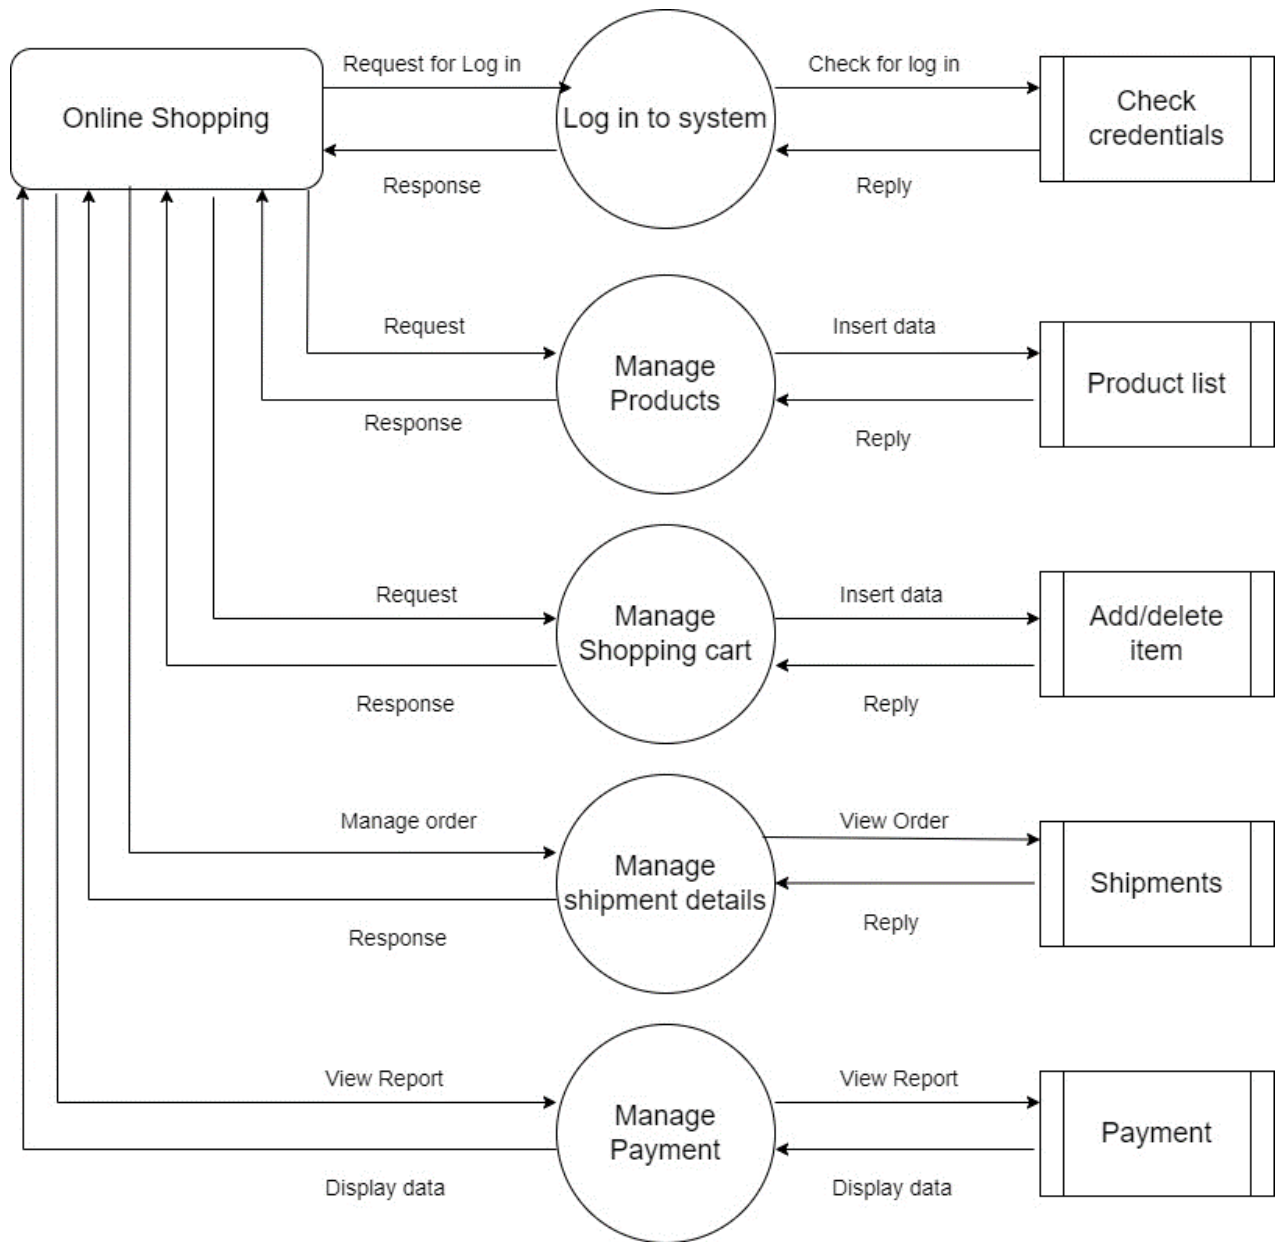 Request for Log in
Check for log in
Online Shopping
Log in to system
Check
credentials
Response
Reply
Request
Insert data
Manage
Products
Product list
Response
Reply
Request
Insert data
Manage
Shopping cart
Add/delete
item
Response
Reply
Manage order
View Order
Manage
shipment details
Shipments
Response
Reply
View Report
View Report
Manage
Payment
Payment
Display data
Display data